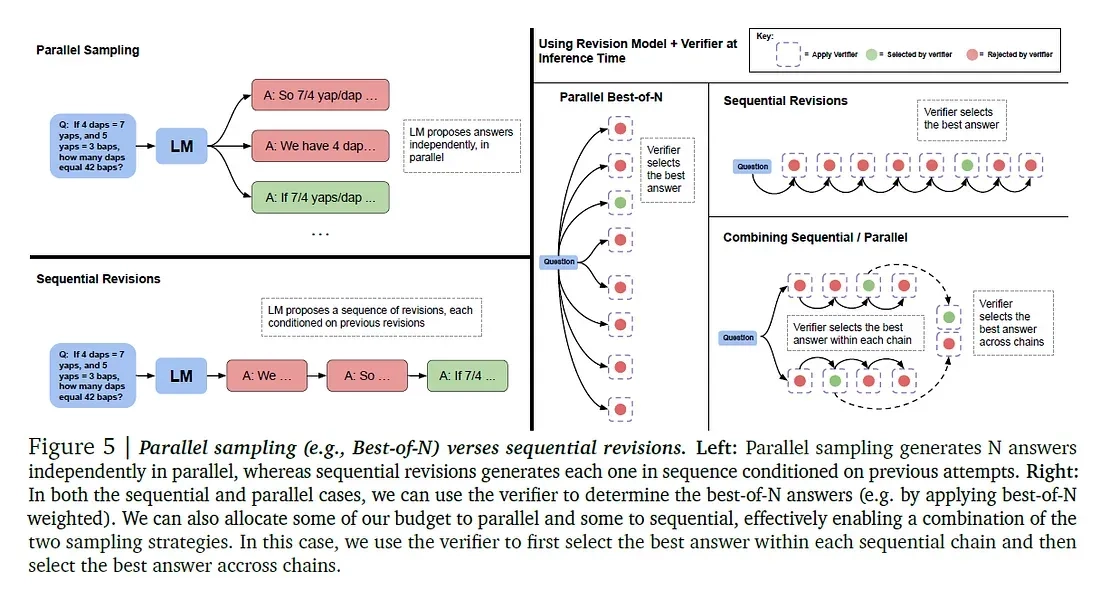 Parallel Sampling
Q: If 4 daps = 7
yaps, and 5
yaps = 3 baps,
how many daps
equal 42 baps?
LM
A: So 7/4 yap/dap ...
A: We have 4 dap...
A: If 7/4 yaps/dap ...
...
LM proposes answers
independently, in
parallel
Sequential Revisions
LM proposes a sequence of revisions, each
conditioned on previous revisions
Q: If 4 daps = 7
yaps, and 5
yaps = 3 baps,
how many daps
equal 42 baps?
LM
A: We ...
A: So ...
A: If 7/4 ...
Using Revision Model + Verifier at
Inference Time
Key:
= Apply Verifier
= Selected by verifier
= Rejected by verifier
Parallel Best-of-N
Question
Verifier
selects
the best
answer
Sequential Revisions
Verifier selects
the best answer
Question
Combining Sequential / Parallel
Question
Verifier selects the best
answer within each chain
Verifier
selects the
best answer
across chains
Figure 5 | Parallel sampling (e.g., Best-of-N) verses sequential revisions. Left: Parallel sampling generates N answers
independently in parallel, whereas sequential revisions generates each one in sequence conditioned on previous attempts. Right:
In both the sequential and parallel cases, we can use the verifier to determine the best-of-N answers (e.g. by applying best-of-N
weighted). We can also allocate some of our budget to parallel and some to sequential, effectively enabling a combination of the
two sampling strategies. In this case, we use the verifier to first select the best answer within each sequential chain and then
select the best answer accross chains.